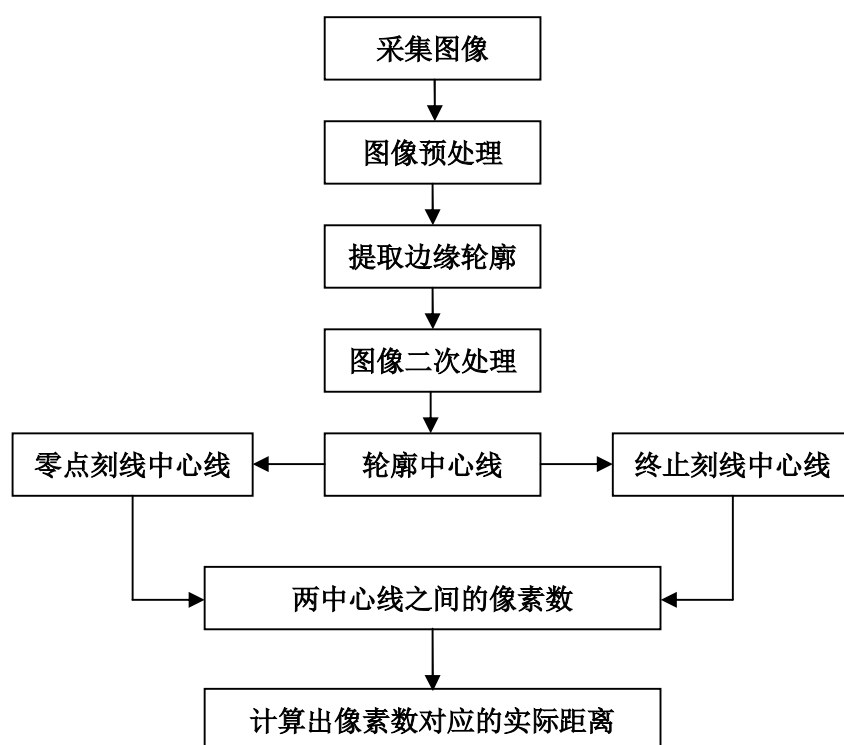 采集图像
图像预处理
提取边缘轮廓
图像二次处理
零点刻线中心线
轮廓中心线
终止刻线中心线
两中心线之间的像素数
计算出像素数对应的实际距离